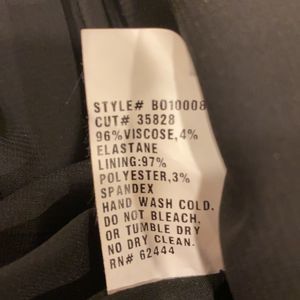 STYLE# BO10008
CUT# 35828
96%VISCOSE,4%
ELASTANE
LINING:97%
POLYESTER,3%
SPANDEX
HAND WASH COLD.
DO NOT BLEACH.
OR TUMBLE DRY
NO DRY CLEAN.
RN# 62444